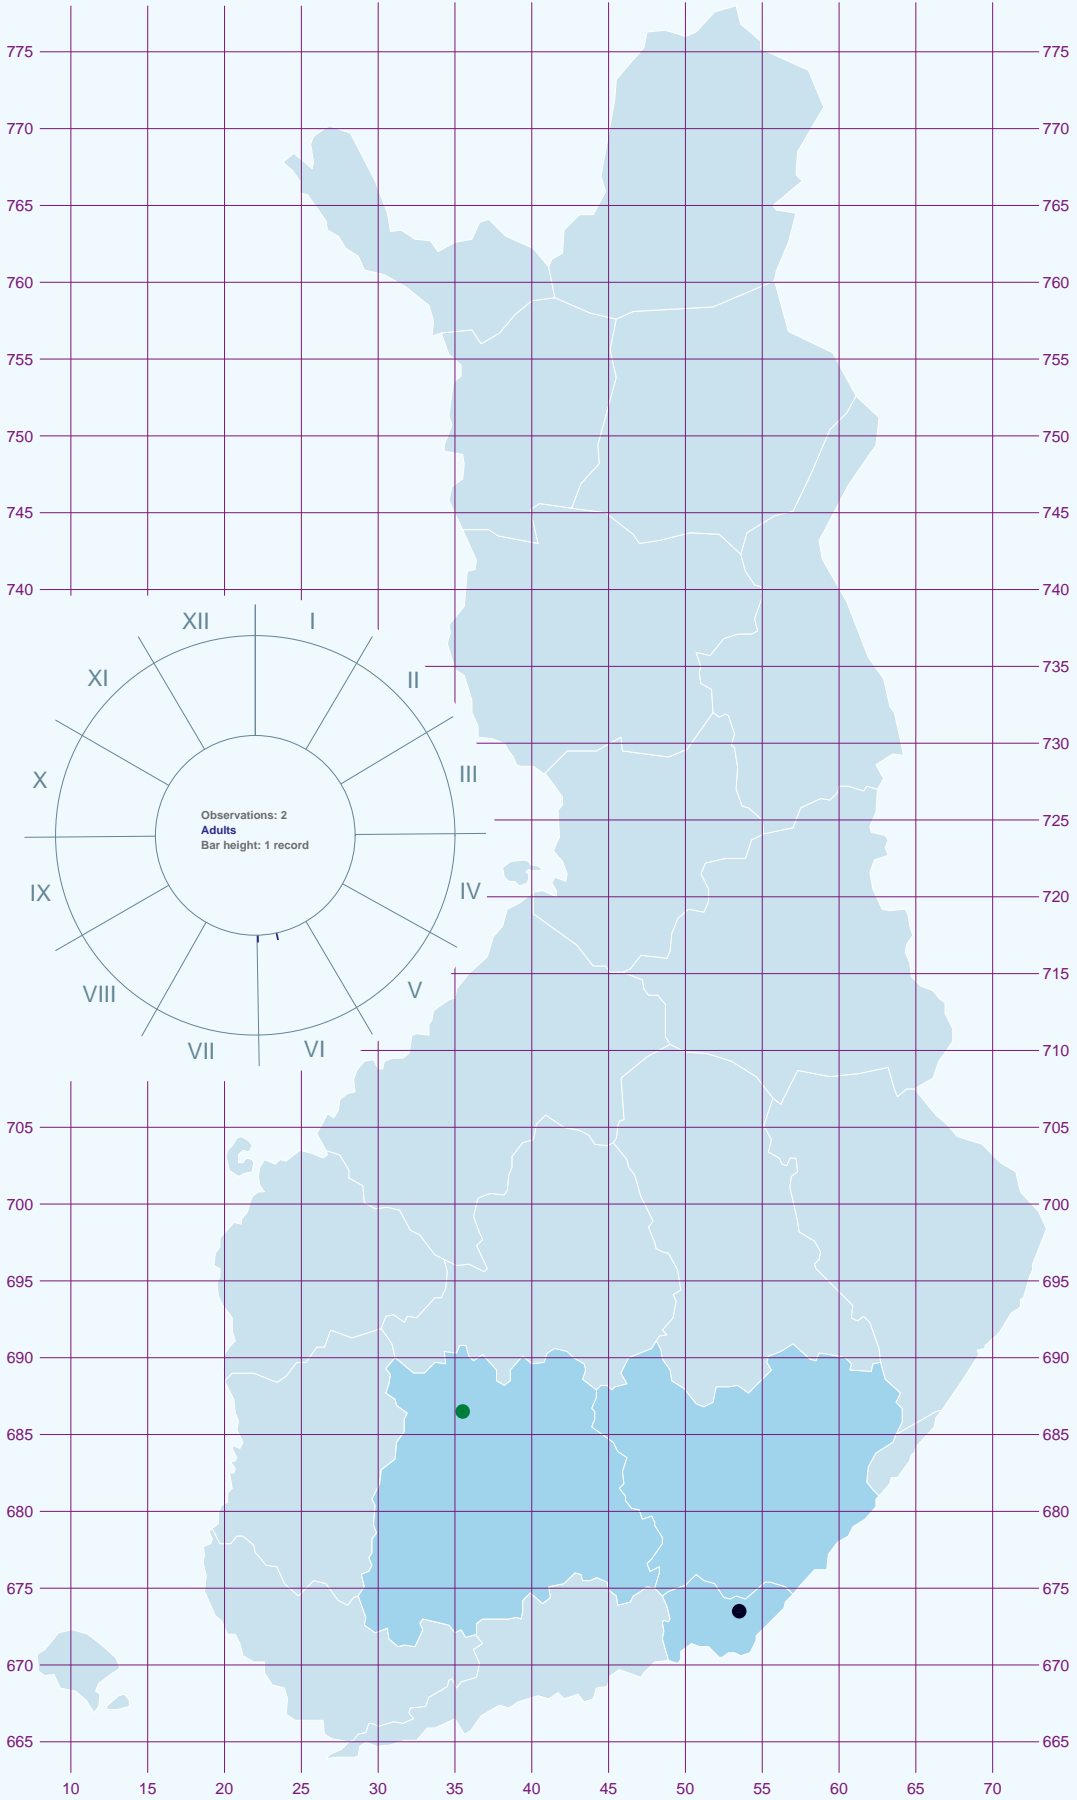 775 775
770 770
765 765
760 760
755 755
750 750
745 745
740 740
XII I
XI II
735
730
X III
Observations: 2
Adults
Bar height: 1 record
725
IX IV
720
715
VIII V
VII VI
710
705 705
700 700
695 695
690 690
685 685
680 680
675 675
670 670
665 665
10 15 20 25 30 35 40 45 50 55 60 65 70